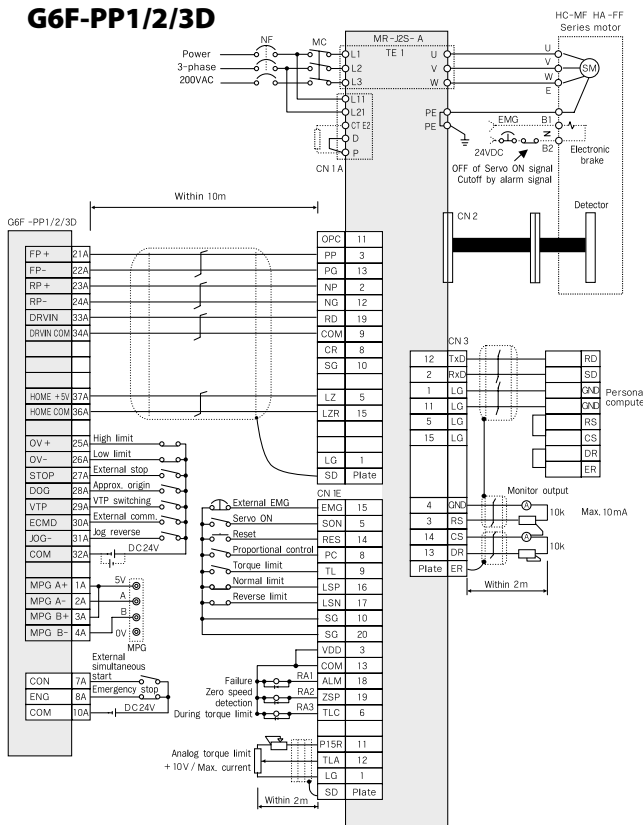 G6F-PP1/2/3D
HC-MF HA-FF
Series motor
NF
MC
MR-J2S-A
TE 1
Power
3-phase
200VAC
L1
L2
L3
L11
L21
CT E2
D
P
CN 1A
U
V
W
PE
PE
U
V
W
E
SM
EMG
B1
B2
Z
24VDC
Electronic
brake
OFF of Servo ON signal
Cutoff by alarm signal
Detector
CN 2
Within 10m
G6F -PP1/2/3D
FP + 21A
FP- 22A
RP + 23A
RP- 24A
DRVIN 33A
DRVIN COM 34A
HOME +5V 37A
HOME COM 36A
OV + 25A High limit
OV- 26A Low limit
STOP 27A External stop
DOG 28A Approx. origin
VTP 29A VTP switching
ECMD 30A External comm.
JOG- 31A Jog reverse
COM 32A DC24V
MPG A+ 1A 5V
MPG A- 2A A
MPG B+ 3A B
MPG B- 4A 0V
MPG
External
simultaneous
start
CON 7A
ENG 8A Emergency stop
COM 10A DC24V
OPC 11
PP 3
PG 13
NP 2
NG 12
RD 19
COM 9
CR 8
SG 10
LZ 5
LZR 15
LG 1
SD Plate
CN 1E
External EMG EMG 15
Servo ON SON 5
Reset RES 14
Proportional control PC 8
Torque limit TL 9
Normal limit LSP 16
Reverse limit LSN 17
SG 10
SG 20
VDD 3
COM 13
Failure RA1 ALM 18
Zero speed
detection RA2 ZSP 19
During torque limit RA3 TLC 6
P15R 11
Analog torque limit
+10V / Max. current
TLA 12
LG 1
SD Plate
Within 2m
CN 3
12 TxD RD
2 RxD SD
1 LG GND
11 LG GND
5 LG RS
15 LG CS
DR
ER
Persona
compute
Monitor output
4 GND A 10k
3 RS
14 CS A 10k
13 DR
Plate ER
Max. 10mA
Within 2m